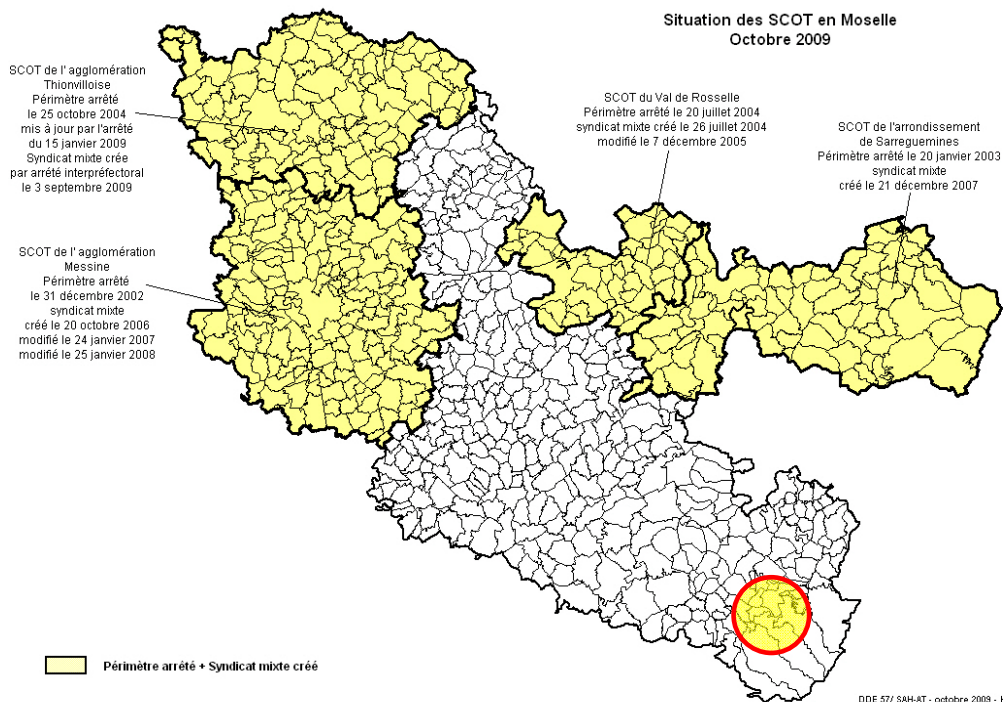 Situation des SCOT en Moselle
Octobre 2009
SCOT de l' agglomération
Thionvilloise
Périmètre arrêté
le 25 octobre 2004
mis à jour par l'arrêté
du 15 janvier 2009
Syndicat mixte crée
par arrété interpréfectoral
le 3 septembre 2009
SCOT du Val de Rosselle
Périmètre arrêté le 20 juillet 2004
syndicat mixte créé le 26 juillet 2004
modifié le 7 décembre 2005
SCOT de l'arrondissement
de Sarreguemines
Périmètre arrêté le 20 janvier 2003
syndicat mixte
créé le 21 décembre 2007
SCOT de l' agglomération
Messine
Périmètre arrêté
le 31 décembre 2002
syndicat mixte
créé le 20 octobre 2006
modifié le 24 janvier 2007
modifié le 25 janvier 2008
Périmètre arrété + Syndicat mixte créé
DDE 57/ SAH-AT - octobre 2009 -